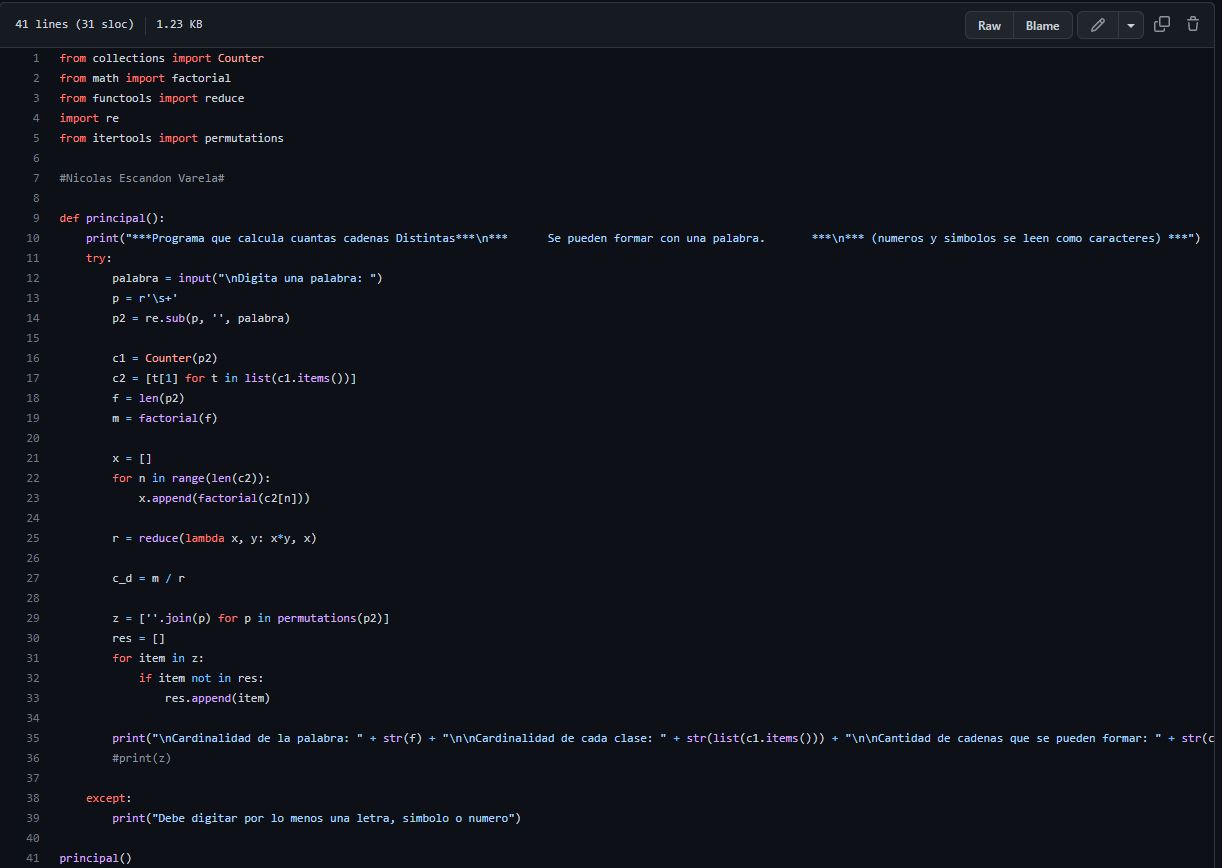 41 lines (31 sloc) 1.23 KB
Raw Blame
1 from collections import Counter
2 from math import factorial
3 from functools import reduce
4 import re
5 from itertools import permutations
6
7 #Nicolas Escandon Varela#
8
9 def principal():
10     print("***Programa que calcula cuantas cadenas Distintas***\n***      Se pueden formar con una palabra.       ***\n*** (numeros y simbolos se leen como caracteres) ***")
11     try:
12         palabra = input("\nDigita una palabra: ")
13         p = r'\s+'
14         p2 = re.sub(p, '', palabra)
15
16         c1 = Counter(p2)
17         c2 = [t[1] for t in list(c1.items())]
18         f = len(p2)
19         m = factorial(f)
20
21         x = []
22         for n in range(len(c2)):
23             x.append(factorial(c2[n]))
24
25         r = reduce(lambda x, y: x*y, x)
26
27         c_d = m / r
28
29         z = [''.join(p) for p in permutations(p2)]
30         res = []
31         for item in z:
32             if item not in res:
33                 res.append(item)
34
35         print("\nCardinalidad de la palabra: " + str(f) + "\n\nCardinalidad de cada clase: " + str(list(c1.items())) + "\n\nCantidad de cadenas que se pueden formar: " + str(c
36         #print(z)
37
38     except:
39         print("Debe digitar por lo menos una letra, simbolo o numero")
40
41 principal()